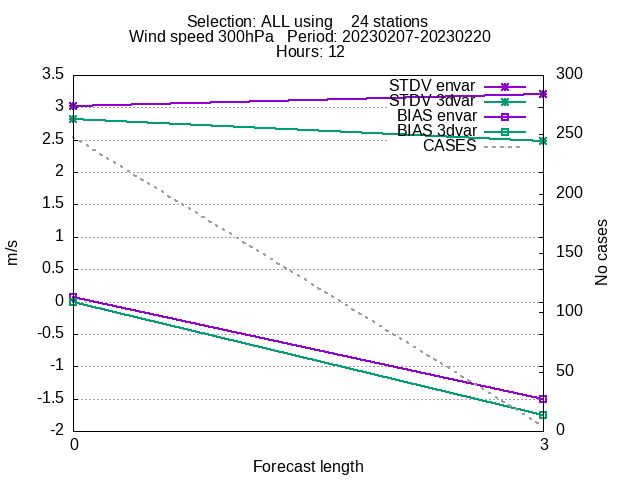 Selection: ALL using    24 stations
Wind speed 300hPa   Period: 20230207-20230220
Hours: 12
3.5
3
2.5
2
1.5
1
0.5
0
-0.5
-1
-1.5
-2
m/s
STDV envar
STDV 3dvar
BIAS envar
BIAS 3dvar
CASES
300
250
200
150
100
50
0
No cases
0
3
Forecast length